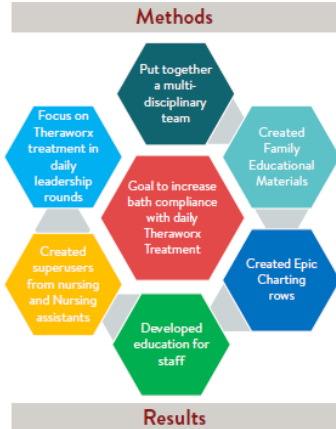 Methods
Put together
a multi-
disciplinary
team
Focus on
Theraworx
treatment in
daily
leadership
rounds
Created
Family
Educational
Materials
Goal to increase
bath compliance
with daily
Theraworx
Treatment
Created
superusers
from nursing
and Nursing
assistants
Created Epic
Charting
rows
Developed
education for
staff
Results